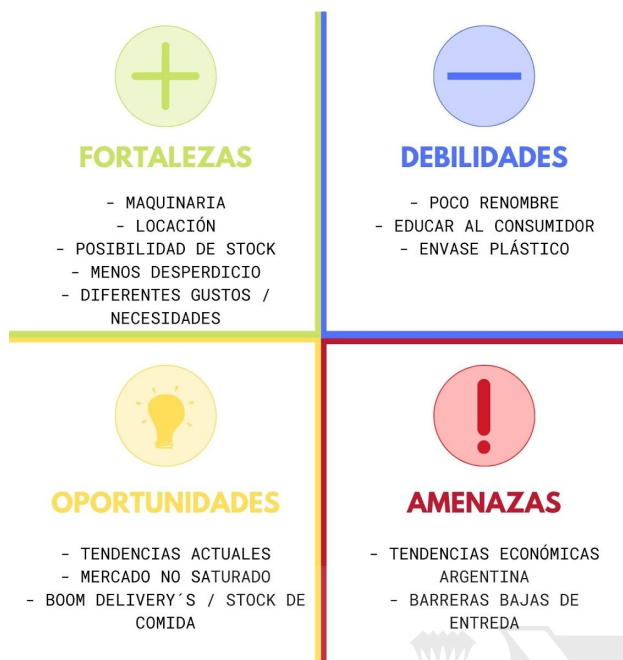 FORTALEZAS
- MAQUINARIA
- LOCACIÓN
- POSIBILIDAD DE STOCK
- MENOS DESPERDICIO
- DIFERENTES GUSTOS /
NECESIDADES
DEBILIDADES
- POCO RENOMBRE
- EDUCAR AL CONSUMIDOR
- ENVASE PLÁSTICO
OPORTUNIDADES
- TENDENCIAS ACTUALES
- MERCADO NO SATURADO
- BOOM DELIVERY´S / STOCK DE
COMIDA
AMENAZAS
- TENDENCIAS ECONÓMICAS
ARGENTINA
- BARRERAS BAJAS DE
ENTREDA